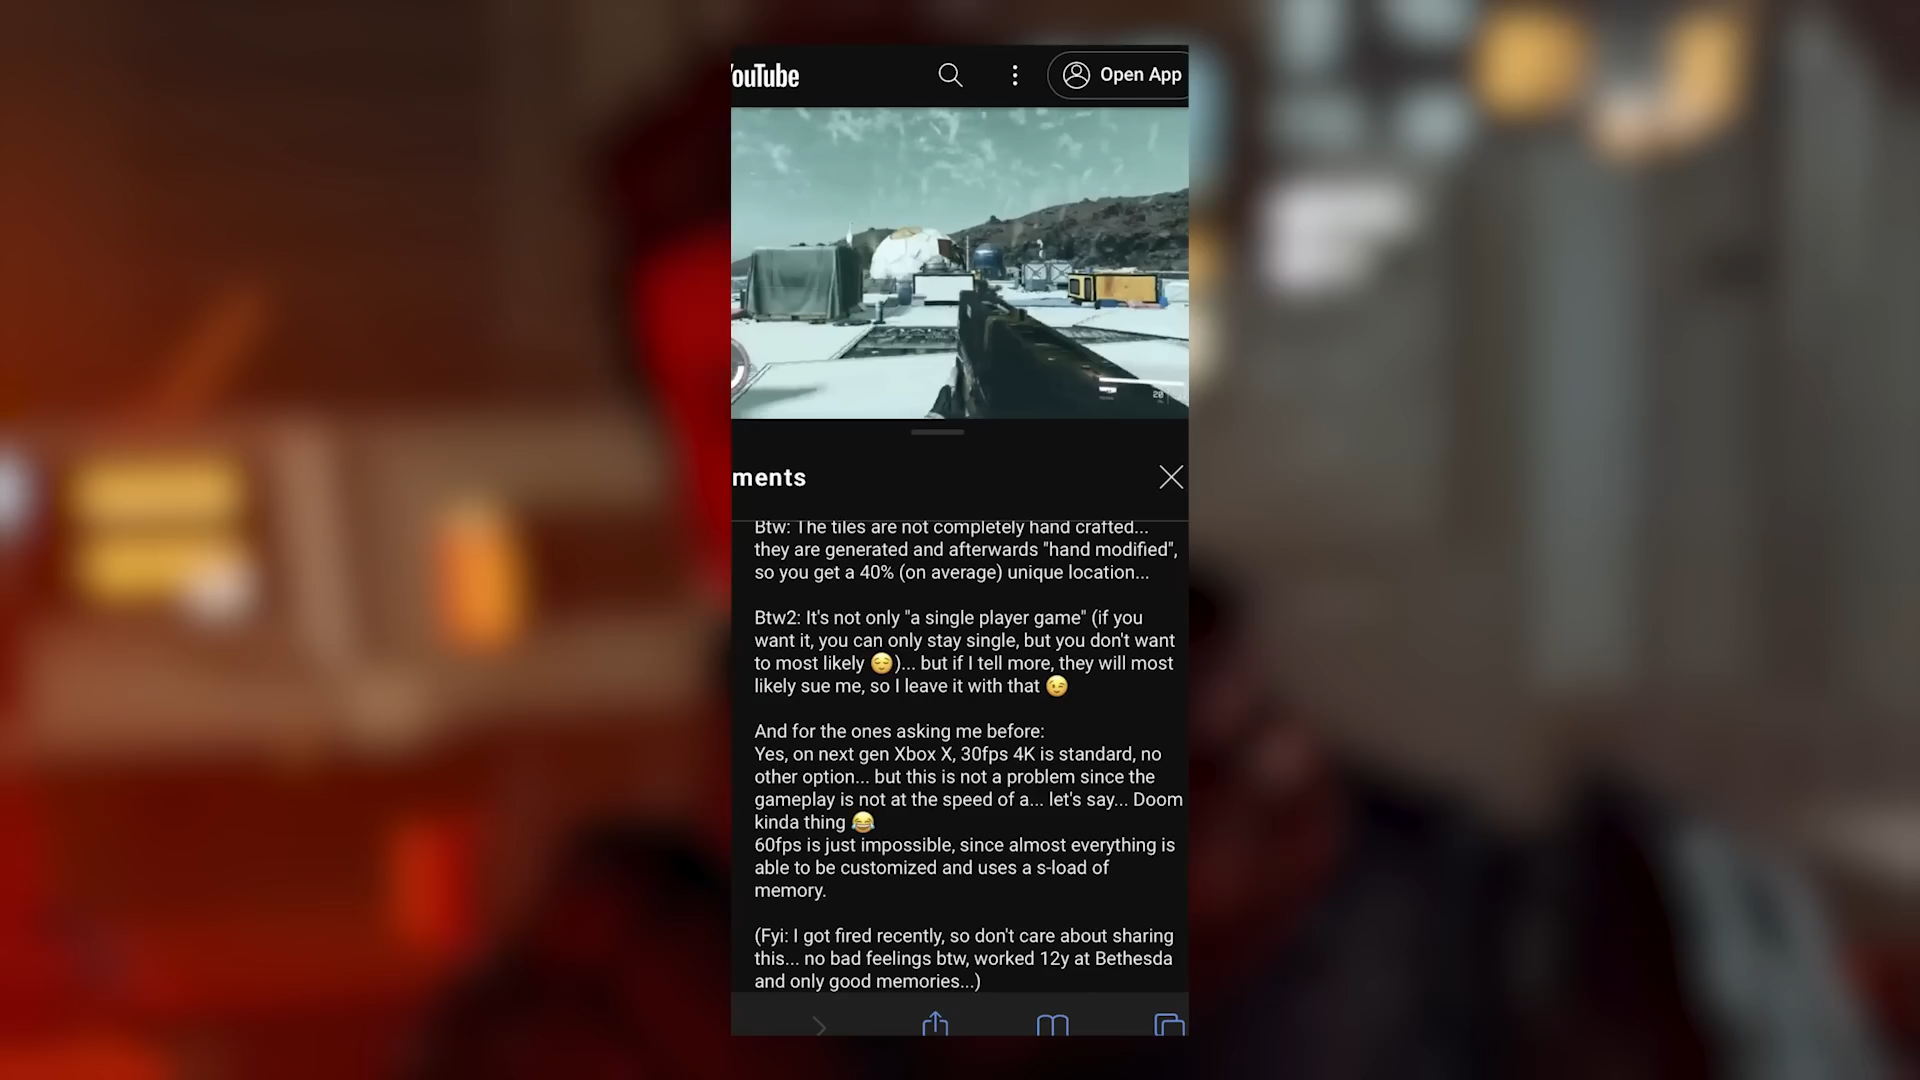 YouTube
Open App
20
ments
Btw: The tiles are not completely hand crafted...
they are generated and afterwards "hand modified",
so you get a 40% (on average) unique location...
Btw2: It's not only "a single player game" (if you
want it, you can only stay single, but you don't want
to most likely 😌)... but if I tell more, they will most
likely sue me, so I leave it with that 😉
And for the ones asking me before:
Yes, on next gen Xbox X, 30fps 4K is standard, no
other option... but this is not a problem since the
gameplay is not at the speed of a... let's say... Doom
kinda thing 😂
60fps is just impossible, since almost everything is
able to be customized and uses a s-load of
memory.
(Fyi: I got fired recently, so don't care about sharing
this... no bad feelings btw, worked 12y at Bethesda
and only good memories...)